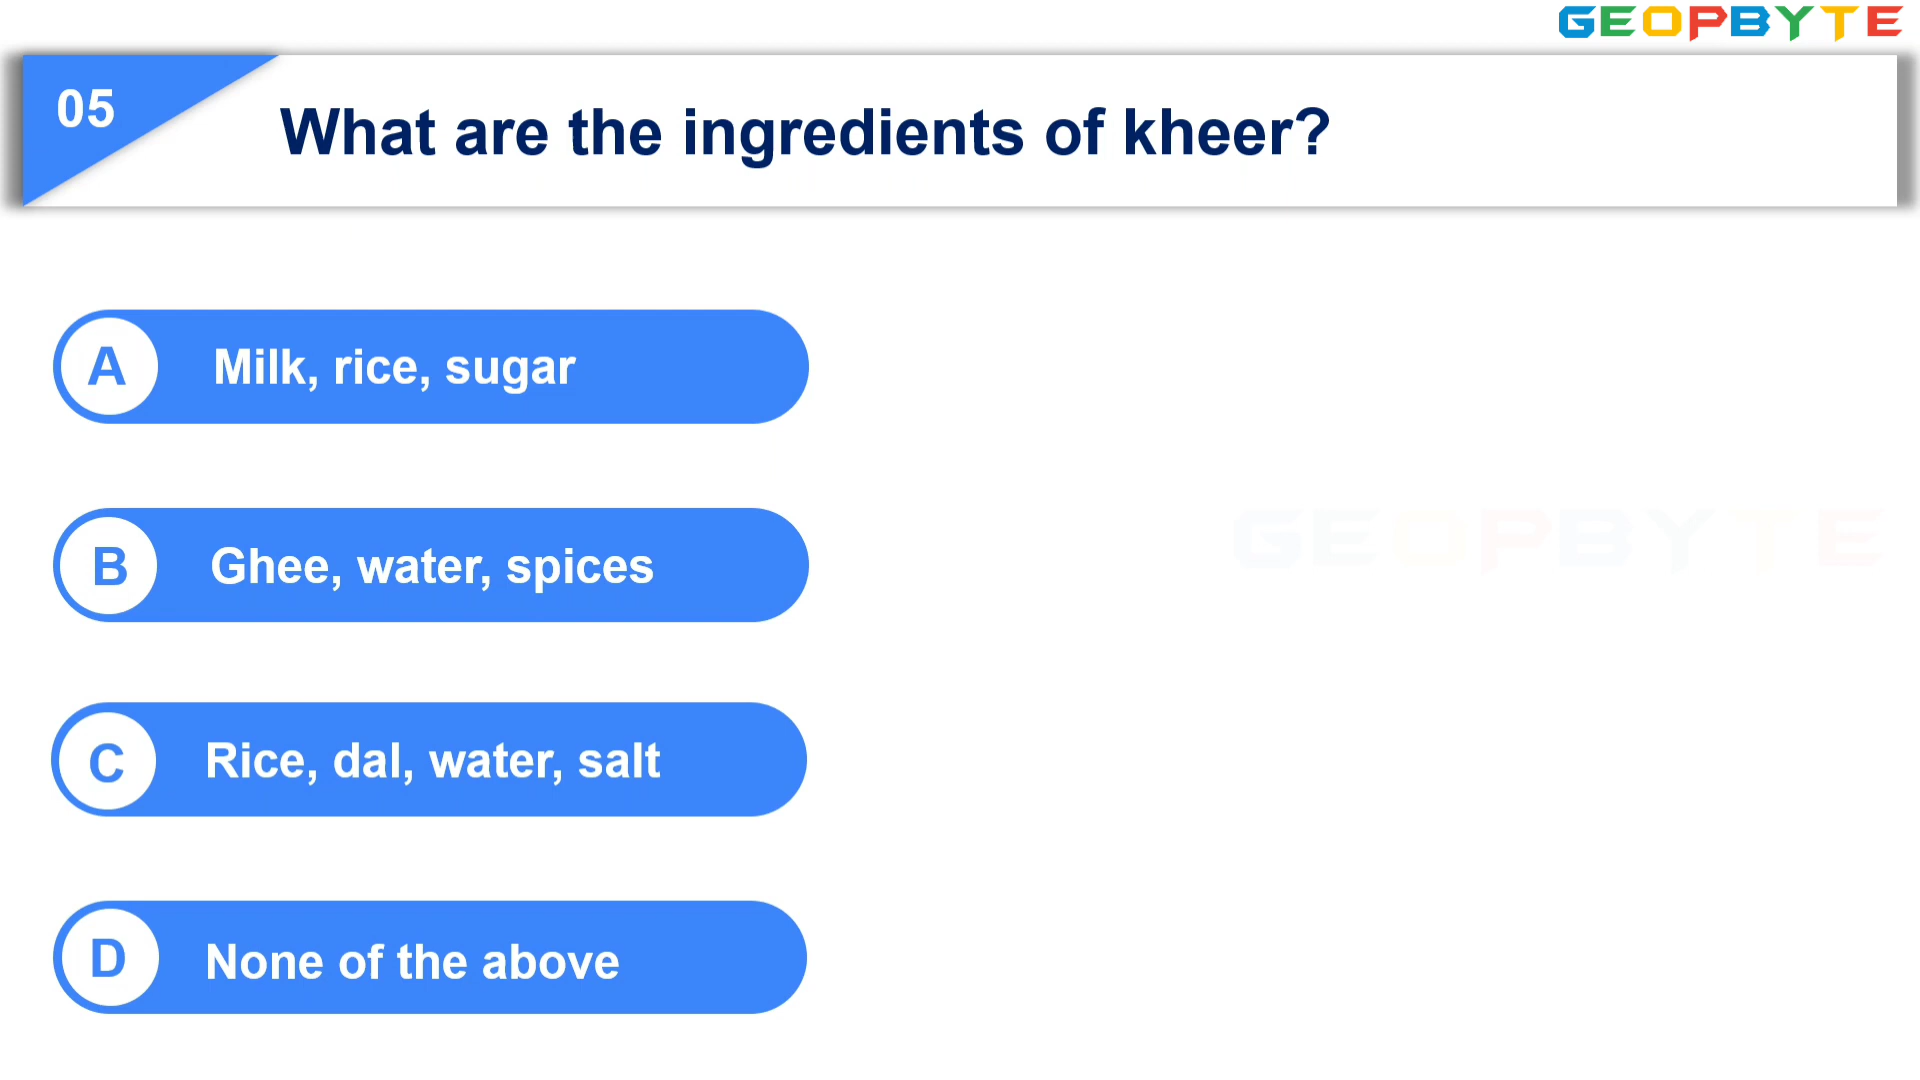 GEOPBYTE
05
What are the ingredients of kheer?
A
Milk, rice, sugar
B
Ghee, water, spices
GEOPBYTE
C
Rice, dal, water, salt
D
None of the above